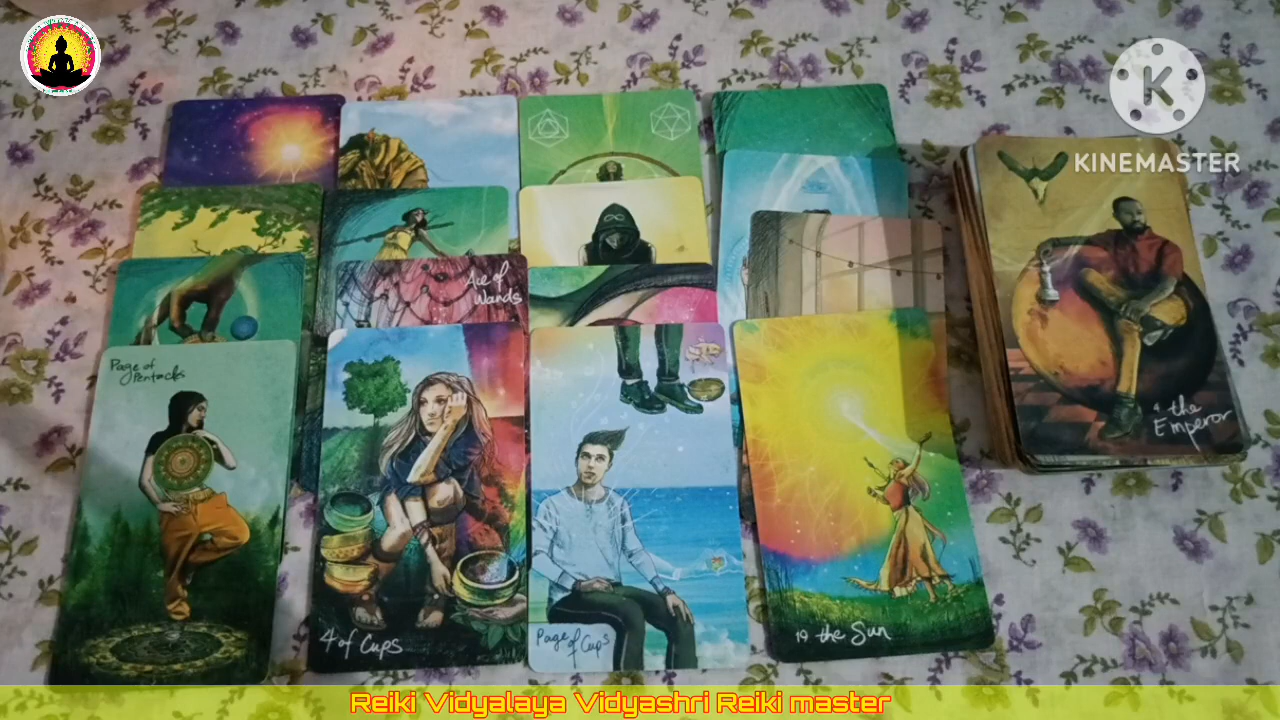 KINEMASTER
Ace of
Wands
Page of
Pentacks
4 the
Emperor
4 of Cups
Page
of
Cups
19 the Sun
Reiki Vidyalaya Vidyashri Reiki master